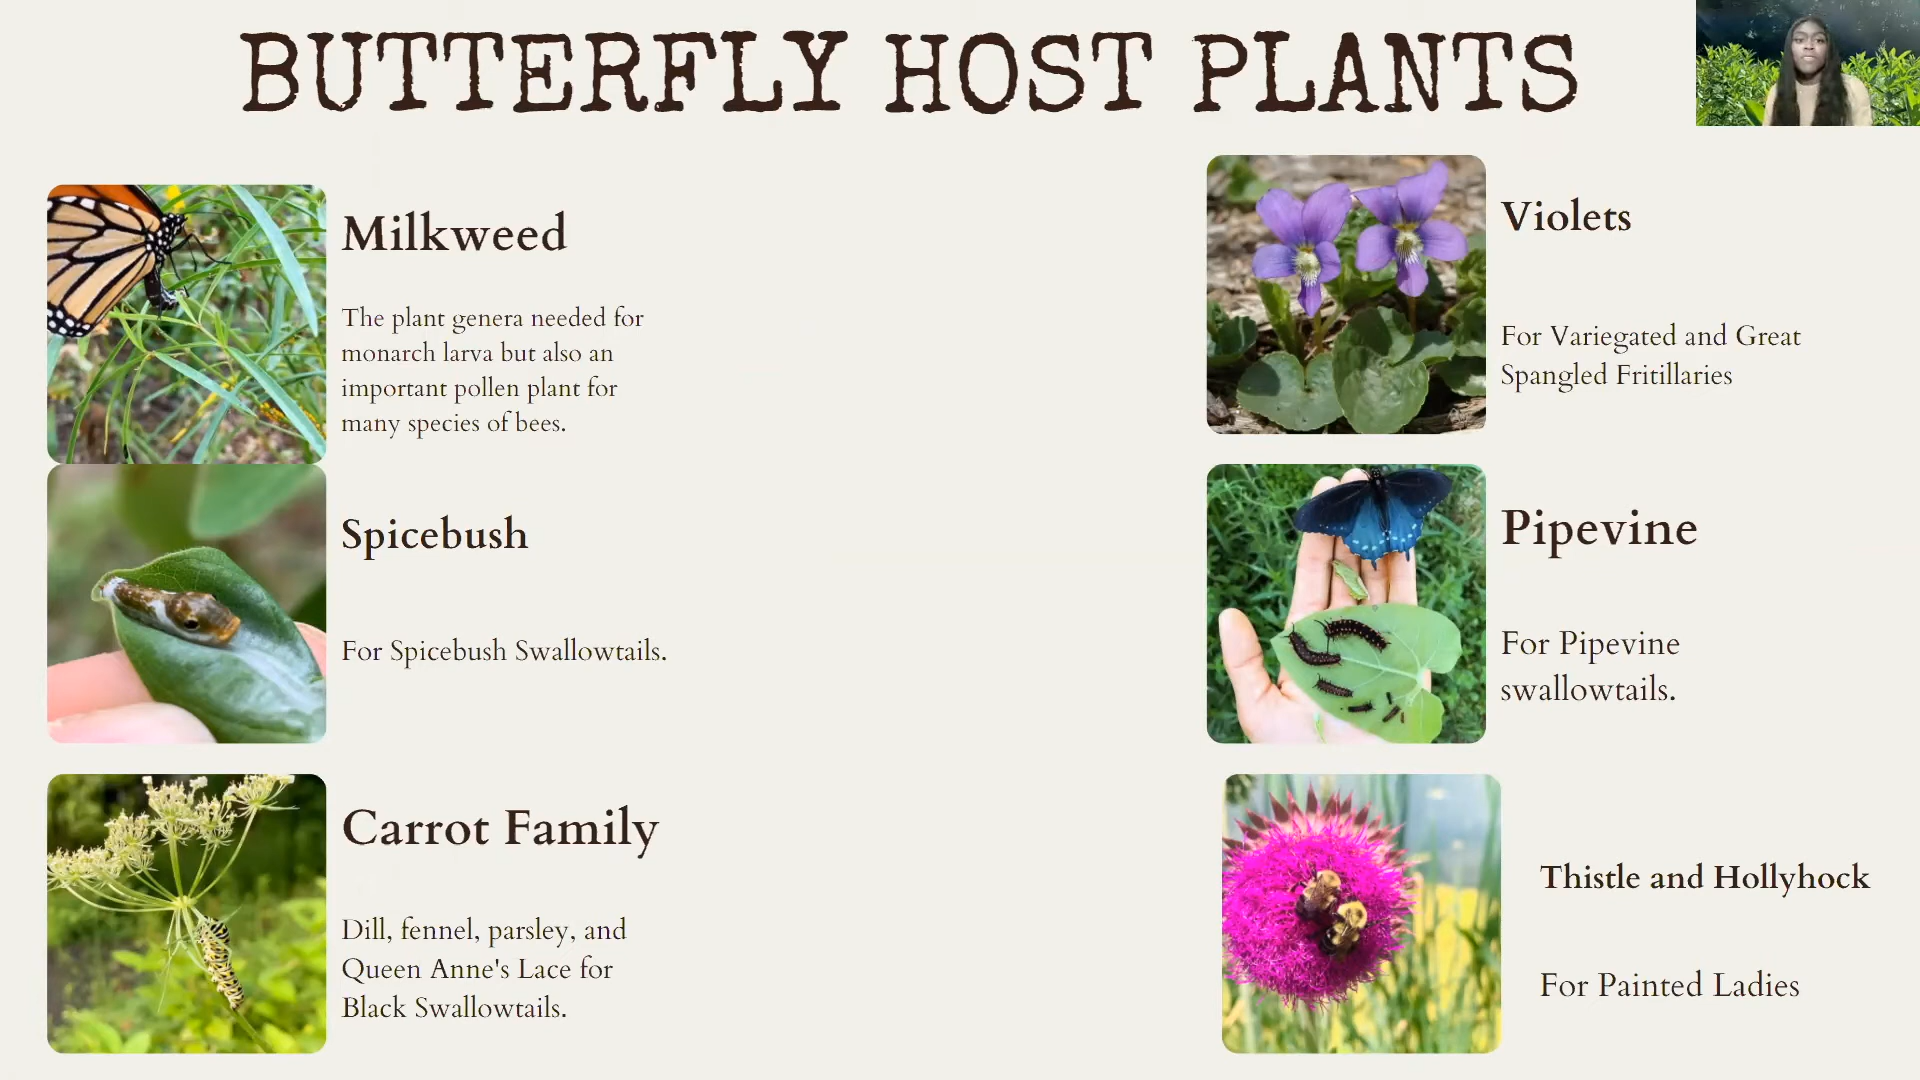 BUTTERFLY HOST PLANTS
Milkweed
The plant genera needed for
monarch larva but also an
important pollen plant for
many species of bees.
Spicebush
For Spicebush Swallowtails.
Carrot Family
Dill, fennel, parsley, and
Queen Anne's Lace for
Black Swallowtails.
Violets
For Variegated and Great
Spangled Fritillaries
Pipevine
For Pipevine
swallowtails.
Thistle and Hollyhock
For Painted Ladies